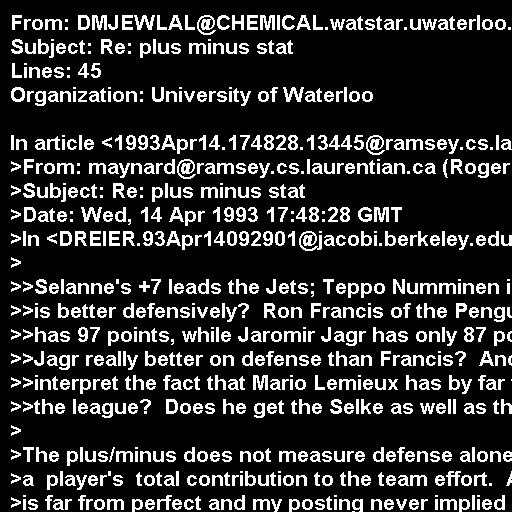 From: DMJEWLAL@CHEMICAL.watstar.uwaterloo.
Subject: Re: plus minus stat
Lines: 45
Organization: University of Waterloo

In article <1993Apr14.174828.13445@ramsey.cs.la
>From: maynard@ramsey.cs.laurentian.ca (Roger
>Subject: Re: plus minus stat
>Date: Wed, 14 Apr 1993 17:48:28 GMT
>In <DREIER.93Apr14092901@jacobi.berkeley.edu
>
>>Selanne's +7 leads the Jets; Teppo Numminen i
>>is better defensively?  Ron Francis of the Pengu
>>has 97 points, while Jaromir Jagr has only 87 po
>>Jagr really better on defense than Francis?  And
>>interpret the fact that Mario Lemieux has by far
>>the league?  Does he get the Selke as well as th
>
>The plus/minus does not measure defense alone
>a  player's  total contribution to the team effort.  A
>is far from perfect and my posting never implied